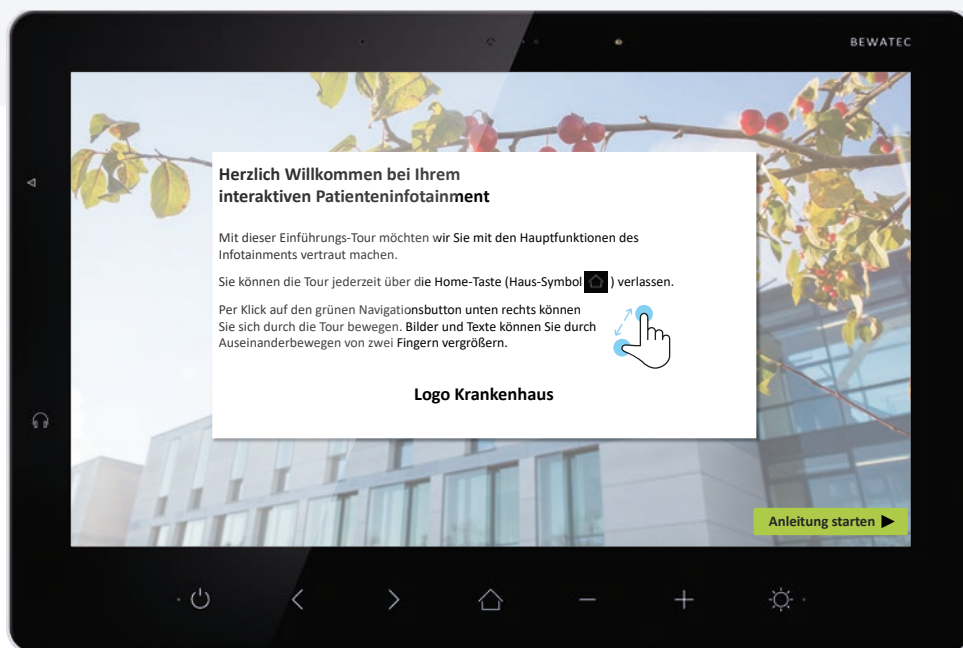 BEWATEC
Herzlich Willkommen bei Ihrem
interaktiven Patienteninfotainment
Mit dieser Einführungs-Tour möchten wir Sie mit den Hauptfunktionen des
Infotainments vertraut machen.
Sie können die Tour jederzeit über die Home-Taste (Haus-Symbol ) verlassen.
Per Klick auf den grünen Navigationsbutton unten rechts können
Sie sich durch die Tour bewegen. Bilder und Texte können Sie durch
Auseinanderbewegen von zwei Fingern vergrößern.
Logo Krankenhaus
Anleitung starten